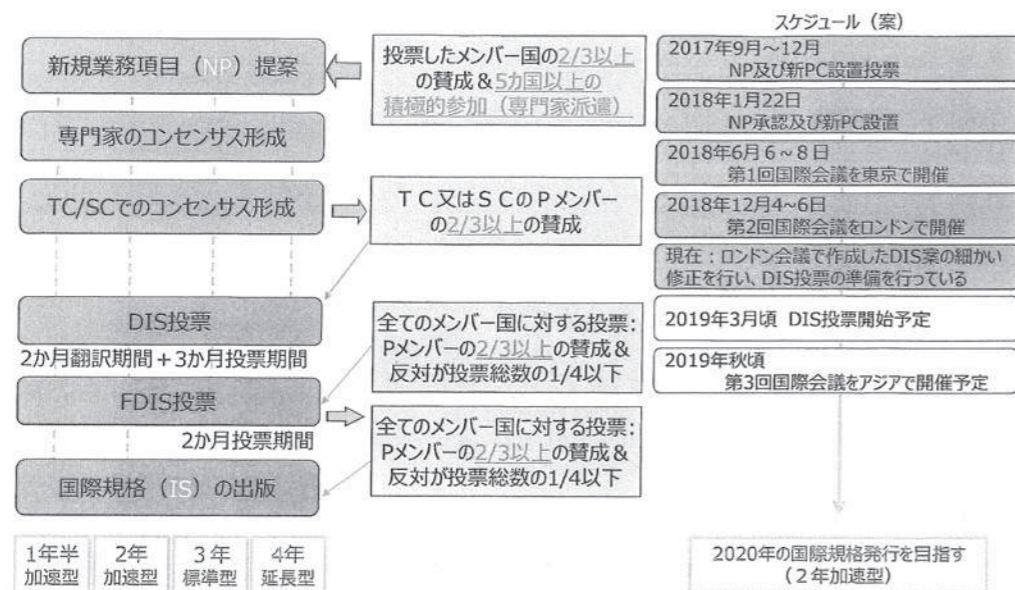 新規業務項目（NP）提案
専門家のコンセンサス形成
TC/SCでのコンセンサス形成
DIS投票
2か月翻訳期間＋3か月投票期間
FDIS投票
2か月投票期間
国際規格（IS）の出版
1年半
加速型
2年
加速型
3年
標準型
4年
延長型
投票したメンバー国の2/3以上
の賛成＆5カ国以上の
積極的参加（専門家派遣）
ＴＣ又はＳＣのＰメンバー
の2/3以上の賛成
全てのメンバー国に対する投票:
Pメンバーの2/3以上の賛成＆
反対が投票総数の1/4以下
全てのメンバー国に対する投票:
Pメンバーの2/3以上の賛成＆
反対が投票総数の1/4以下
スケジュール（案）
2017年9月～12月
NP及び新PC設置投票
2018年1月22日
NP承認及び新PC設置
2018年6月６~８日
第1回国際会議を東京で開催
2018年12月4~6日
第2回国際会議をロンドンで開催
現在：ロンドン会議で作成したDIS案の細かい
修正を行い、DIS投票の準備を行っている
2019年3月頃 DIS投票開始予定
2019年秋頃
第3回国際会議をアジアで開催予定
2020年の国際規格発行を目指す
（２年加速型）